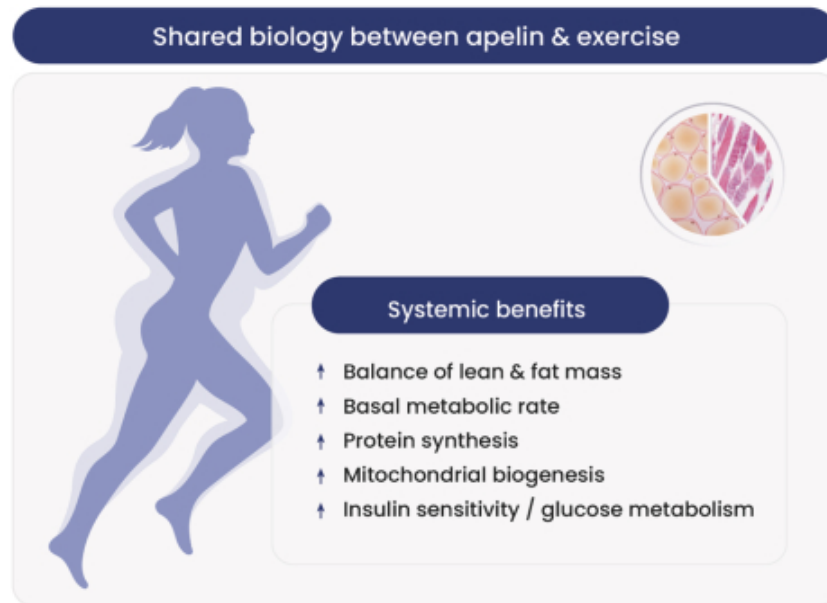 Shared biology between apelin & exercise
Systemic benefits
↑ Balance of lean & fat mass
↑ Basal metabolic rate
↑ Protein synthesis
↑ Mitochondrial biogenesis
↑ Insulin sensitivity / glucose metabolism